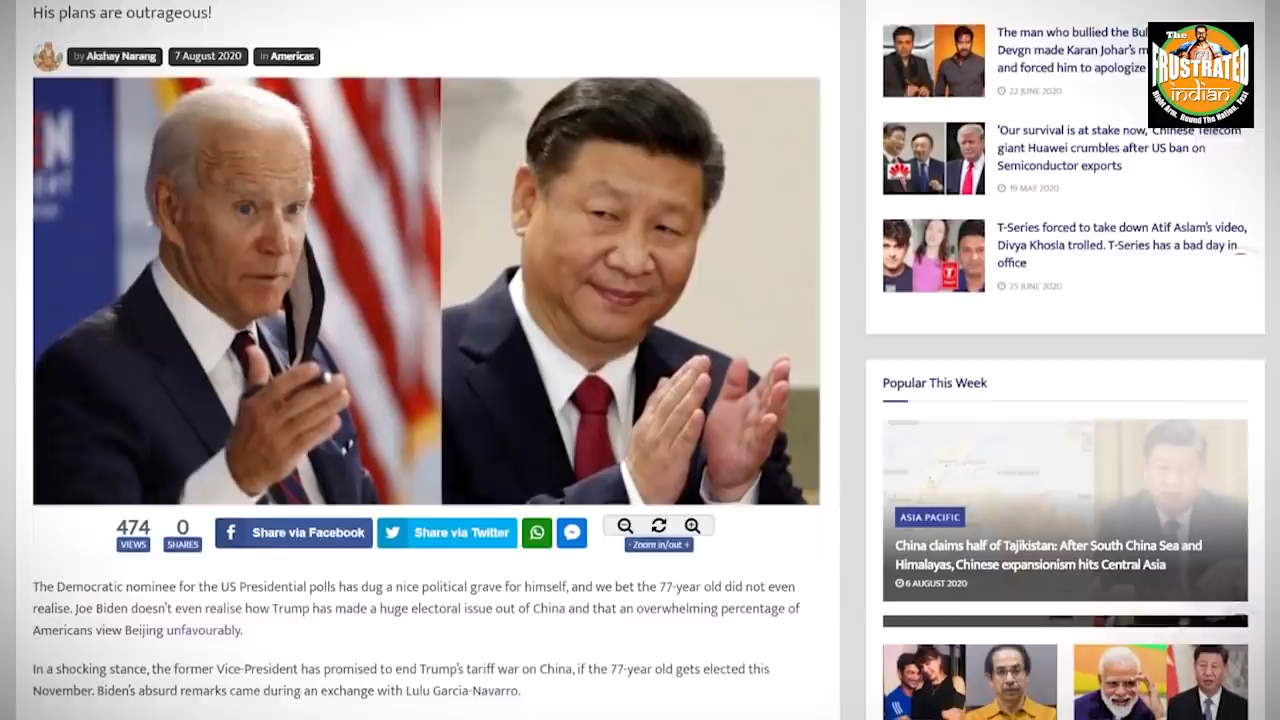 His plans are outrageous!
by Akshay Narang 7 August 2020 in Americas
474
VIEWS
0
SHARES
Share via Facebook
Share via Twitter
- Zoom in/out +
The Democratic nominee for the US Presidential polls has dug a nice political grave for himself, and we bet the 77-year old did not even
realise. Joe Biden doesn't even realise how Trump has made a huge electoral issue out of China and that an overwhelming percentage of
Americans view Beijing unfavourably.
In a shocking stance, the former Vice-President has promised to end Trump's tariff war on China, if the 77-year old gets elected this
November. Biden's absurd remarks came during an exchange with Lulu Garcia-Navarro.
The man who bullied the
Devgn made Karan Johar's
and forced him to apologize
22 JUNE 2020
'Our survival is at stake now,' Chinese Telecom
giant Huawei crumbles after US ban on
Semiconductor exports
19 MAY 2020
T-Series forced to take down Atif Aslam's video,
Divya Khosla trolled. T-Series has a bad day in
office
25 JUNE 2020
Popular This Week
ASIA PACIFIC
China claims half of Tajikistan: After South China Sea and
Himalayas, Chinese expansionism hits Central Asia
6 AUGUST 2020
The
FRUSTRATED
indian
Right Arm. Round The Nation. Fast